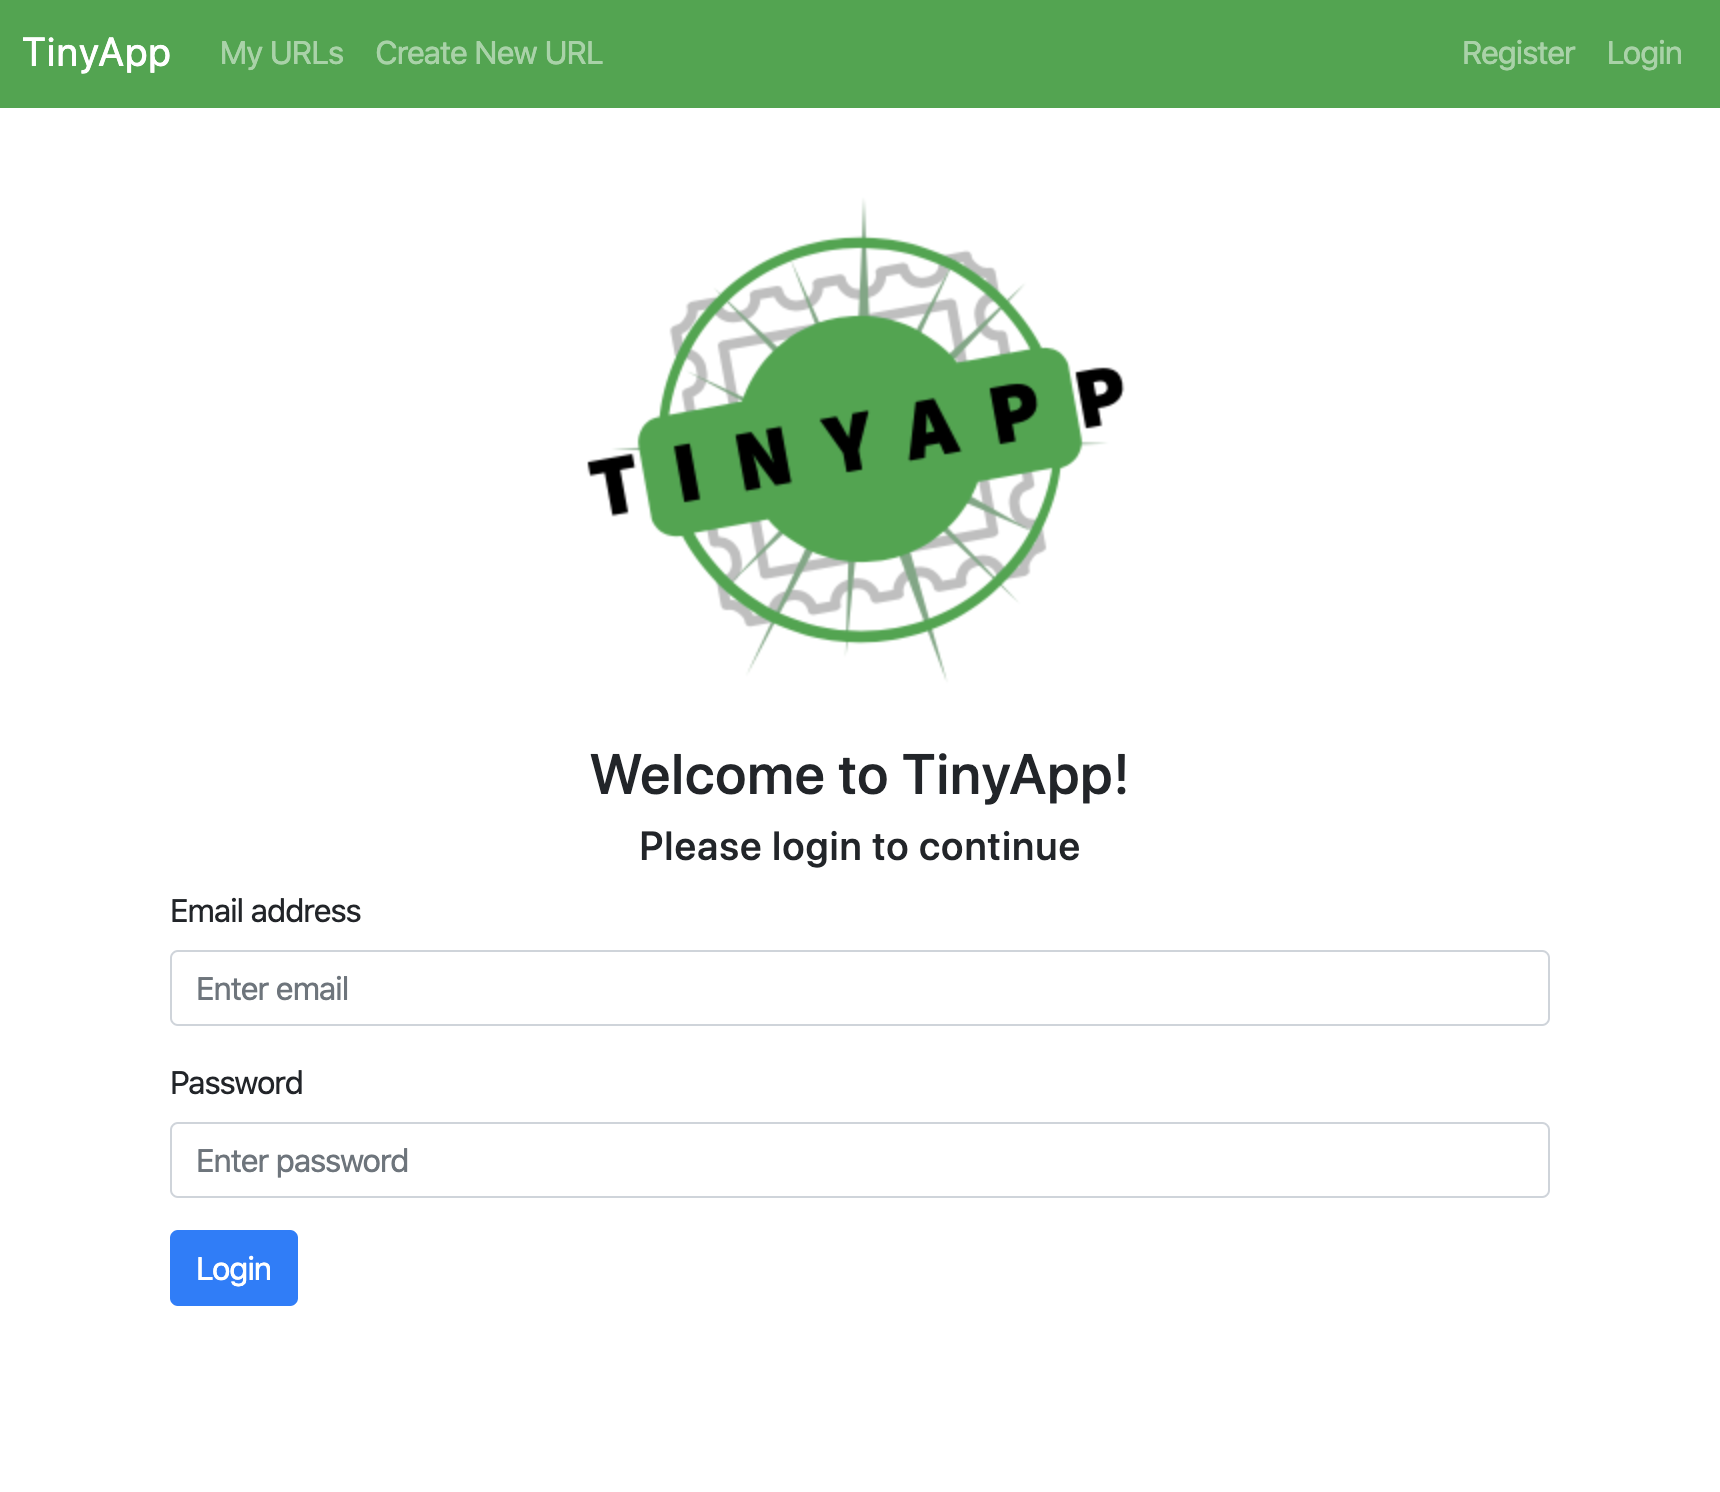 TinyApp My URLs Create New URL Register Login
TINYAPP
Welcome to TinyApp!
Please login to continue
Email address
Enter email
Password
Enter password
Login